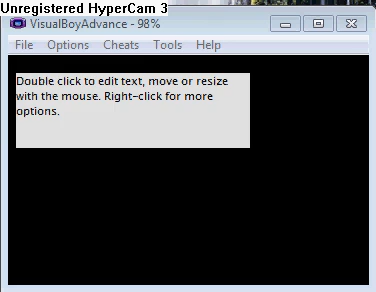 Unregistered HyperCam 3
VisualBoyAdvance - 98%
File Options Cheats Tools Help
Double click to edit text, move or resize
with the mouse. Right-click for more
options.